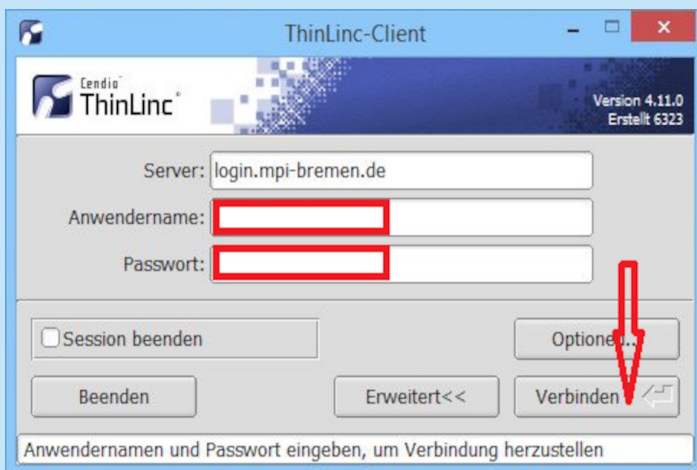 ThinLinc-Client
Cendio
ThinLinc
Version 4.11.0
Erstellt 6323
Server: login.mpi-bremen.de
Anwendername:
Passwort:
Session beenden
Optionen...
Beenden
Erweitert<<
Verbinden
Anwendernamen und Passwort eingeben, um Verbindung herzustellen